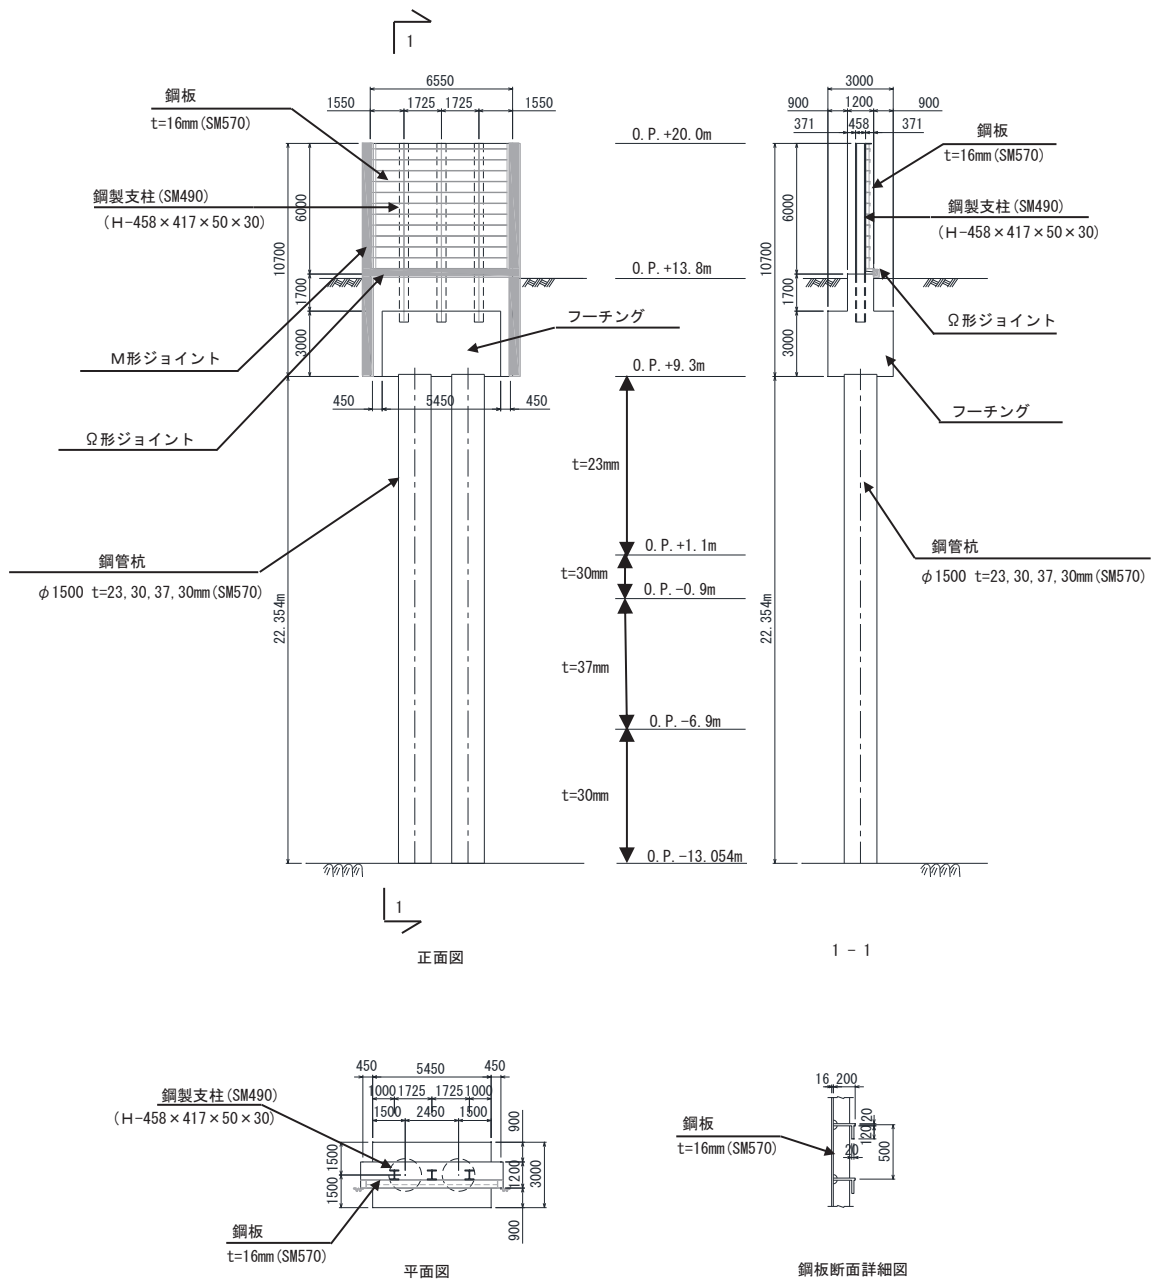 1
6550
1550 1725 1725 1550
鋼板
t=16mm(SM570)
鋼製支柱(SM490)
(H-458×417×50×30)
6000
10700
1700
3000
M形ジョイント
Ω形ジョイント
フーチング
450 5450 450
鋼管杭
φ1500 t=23,30,37,30mm(SM570)
22.354m
1
正面図
O.P.+20.0m
O.P.+13.8m
O.P.+9.3m
t=23mm
O.P.+1.1m
t=30mm
O.P.-0.9m
t=37mm
O.P.-6.9m
t=30mm
O.P.-13.054m
3000
900 1200 900
371 458 371
鋼板
t=16mm(SM570)
鋼製支柱(SM490)
(H-458×417×50×30)
6000
10700
1700
3000
Ω形ジョイント
フーチング
鋼管杭
φ1500 t=23,30,37,30mm(SM570)
22.354m
1 - 1
450 5450 450
1000 1725 1725 1000
1500 2450 1500
鋼製支柱(SM490)
(H-458×417×50×30)
900
1500
1200
3000
1500
900
鋼板
t=16mm(SM570)
平面図
16 200
鋼板
t=16mm(SM570)
20
120
20
500
鋼板断面詳細図